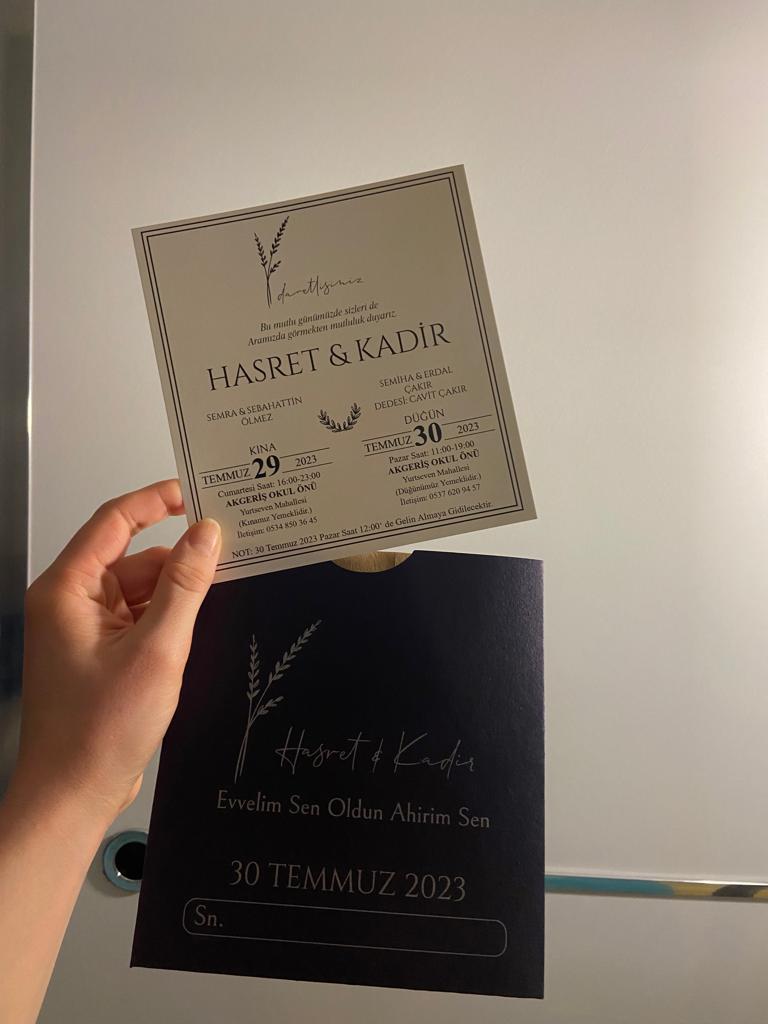 davetlisiniz
Bu mutlu günümüzde sizleri de
Aramızda görmekten mutluluk duyarız.
HASRET & KADİR
SEMRA & SEBAHATTİN
ÖLMEZ
KINA
TEMMUZ 29 2023
Cumartesi Saat: 16:00-23:00
AKGERİŞ OKUL ÖNÜ
Yurtseven Mahallesi
(Kınamız Yemeklidir.)
İletişim: 0534 850 36 45
SEMİHA & ERDAL
ÇAKIR
DEDESİ: CAVİT ÇAKIR
DÜĞÜN
TEMMUZ 30 2023
Pazar Saat: 11:00-19:00
AKGERİŞ OKUL ÖNÜ
Yurtseven Mahallesi
(Düğünümüz Yemeklidir.)
İletişim: 0537 620 94 57
NOT: 30 Temmuz 2023 Pazar Saat 12:00' de Gelin Almaya Gidilecektir.
Hasret & Kadir
Evvelim Sen Oldun Ahirim Sen
30 TEMMUZ 2023
Sn.